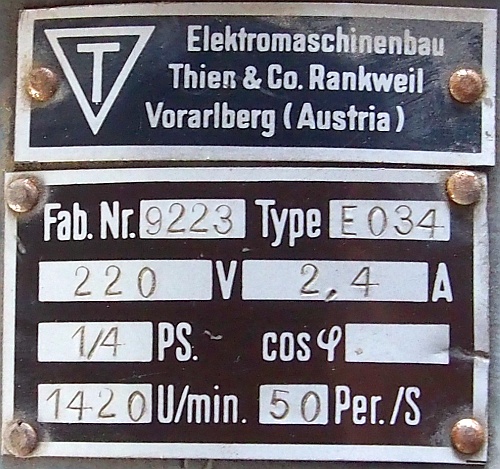 T
Elektromaschinenbau
Thien & Co. Rankweil
Vorarlberg (Austria)
Fab. Nr. 9223 Type E034
220 V 2,4 A
1/4 PS. cos φ
1420 U/min. 50 Per./S